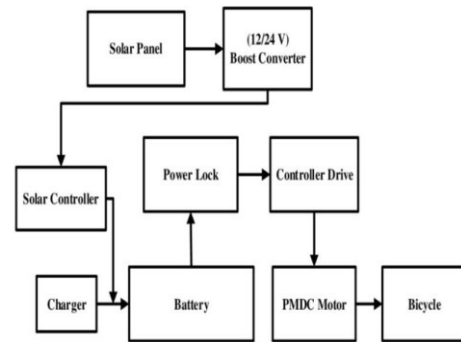 Solar Panel
(12/24 V)
Boost Converter
Power Lock
Controller Drive
Solar Controller
Charger
Battery
PMDC Motor
Bicycle